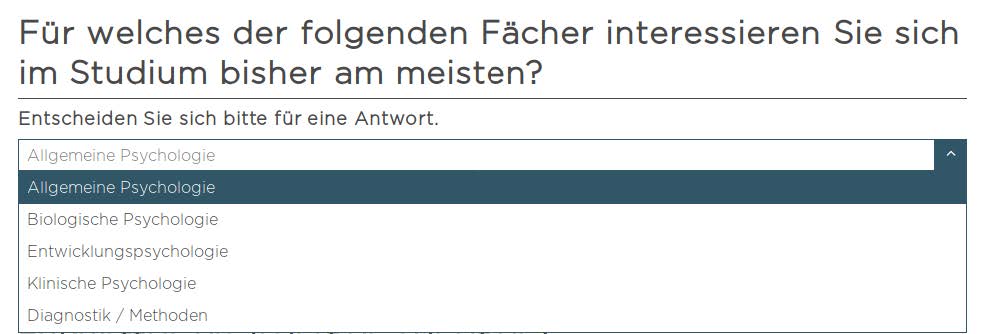 Für welches der folgenden Fächer interessieren Sie sich
im Studium bisher am meisten?
Entscheiden Sie sich bitte für eine Antwort.
Allgemeine Psychologie
Allgemeine Psychologie
Biologische Psychologie
Entwicklungspsychologie
Klinische Psychologie
Diagnostik / Methoden